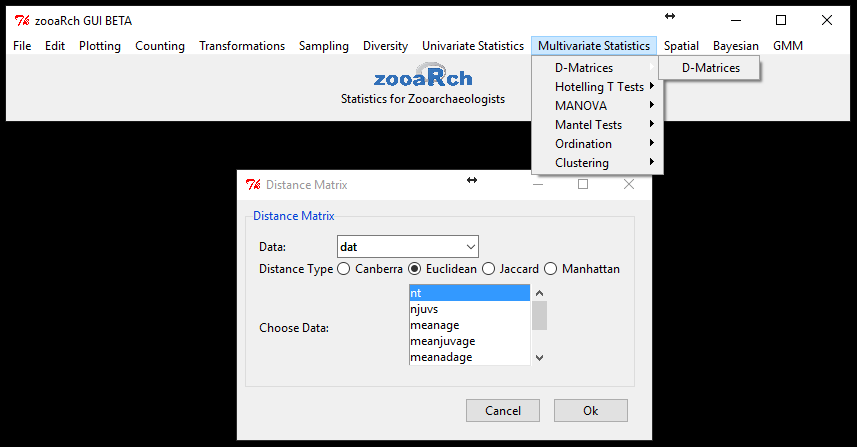 zooaRch GUI BETA
File Edit Plotting Counting Transformations Sampling Diversity Univariate Statistics Multivariate Statistics Spatial Bayesian GMM
zooaRch
Statistics for Zooarchaeologists
D-Matrices D-Matrices
Hotelling T Tests
MANOVA
Mantel Tests
Ordination
Clustering
Distance Matrix
Distance Matrix
Data: dat
Distance Type Canberra Euclidean Jaccard Manhattan
Choose Data:
nt
njuvs
meanage
meanjuvage
meanadage
Cancel Ok